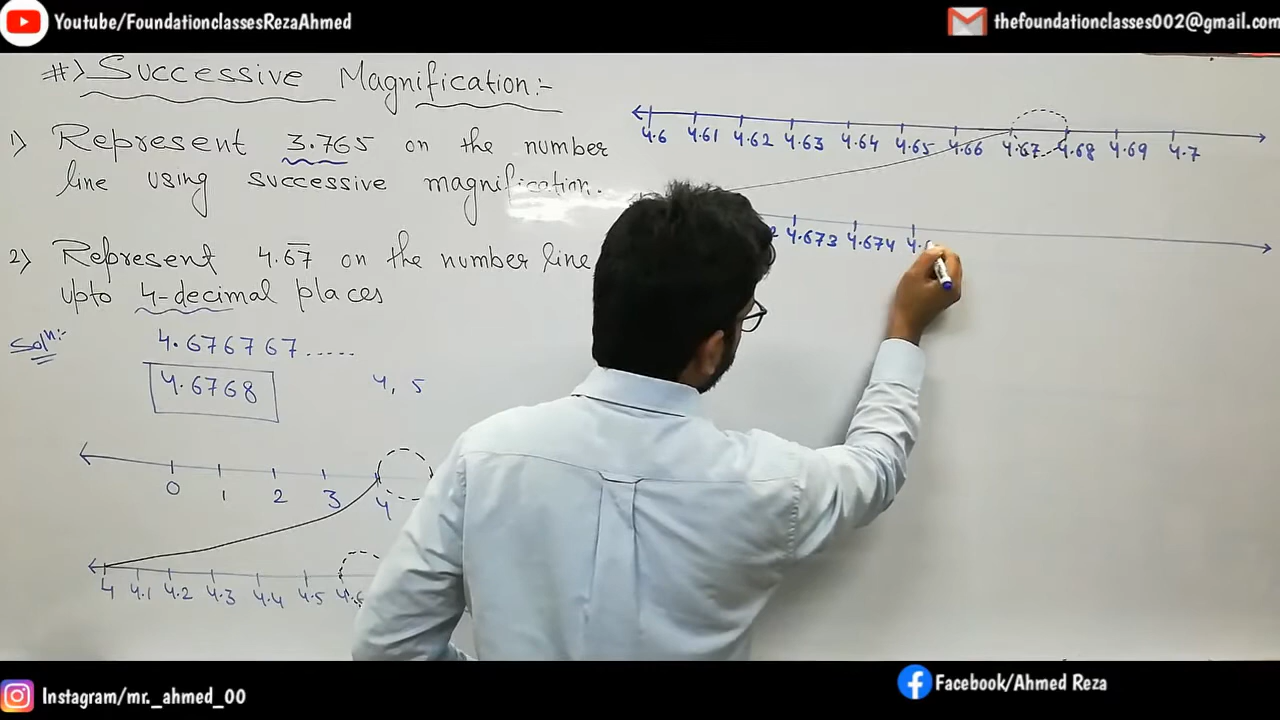 Youtube/FoundationclassesRezaAhmed
thefoundationclasses002@gmail.com
#> Successive Magnification:-
1) Represent 3.765 on the number
line using successive magnification.
2) Represent 4.6̅7̅ on the number line
upto 4-decimal places
Solⁿ:-
4.676767.....
4.6768
4, 5
0 1 2 3 4
4 4.1 4.2 4.3 4.4 4.5
4.6 4.61 4.62 4.63 4.64 4.65 4.66 4.67 4.68 4.69 4.7
4.673 4.674
Instagram/mr._ahmed_00
Facebook/Ahmed Reza